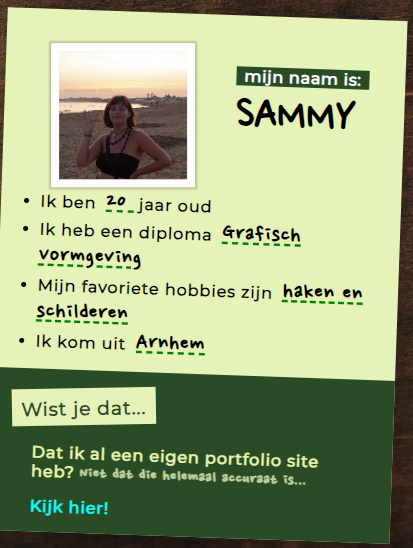 mijn naam is:
SAMMY
Ik ben 20 jaar oud
Ik heb een diploma Grafisch
vormgeving
Mijn favoriete hobbies zijn haken en
schilderen
Ik kom uit Arnhem
Wist je dat...
Dat ik al een eigen portfolio site
heb? Niet dat die helemaal accuraat is...
Kijk hier!